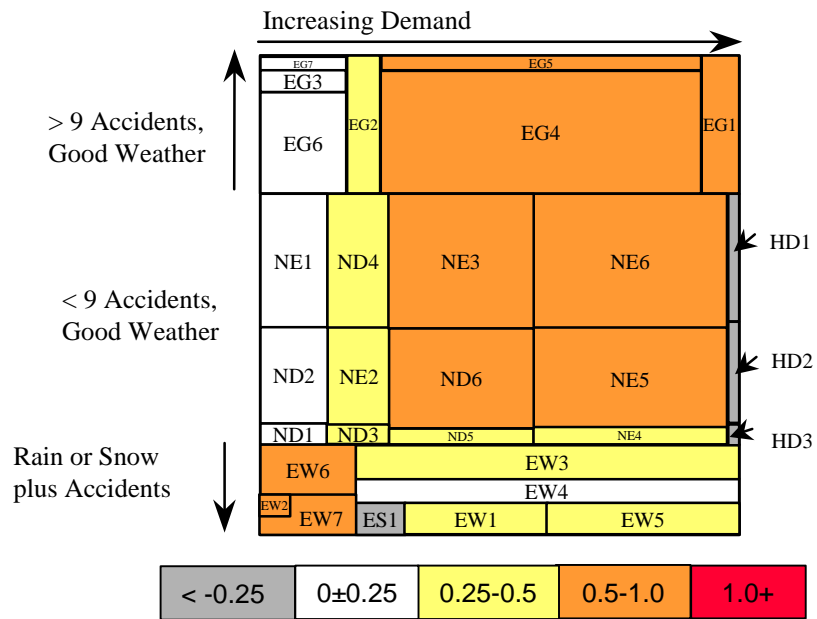 Increasing Demand
> 9 Accidents,
Good Weather
EG7
EG3
EG6
EG2
EG5
EG4
EG1
< 9 Accidents,
Good Weather
NE1
ND4
NE3
NE6
HD1
ND2
NE2
ND6
NE5
HD2
ND1
ND3
ND5
NE4
HD3
Rain or Snow
plus Accidents
EW6
EW3
EW4
EW2
EW7
ES1
EW1
EW5
< -0.25
0±0.25
0.25-0.5
0.5-1.0
1.0+